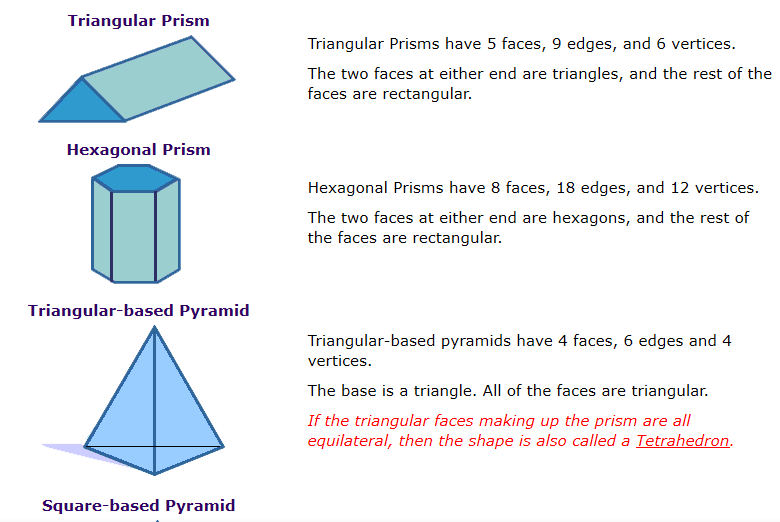 Triangular Prism
Triangular Prisms have 5 faces, 9 edges, and 6 vertices.
The two faces at either end are triangles, and the rest of the
faces are rectangular.
Hexagonal Prism
Hexagonal Prisms have 8 faces, 18 edges, and 12 vertices.
The two faces at either end are hexagons, and the rest of
the faces are rectangular.
Triangular-based Pyramid
Triangular-based pyramids have 4 faces, 6 edges and 4
vertices.
The base is a triangle. All of the faces are triangular.
If the triangular faces making up the prism are all
equilateral, then the shape is also called a Tetrahedron.
Square-based Pyramid